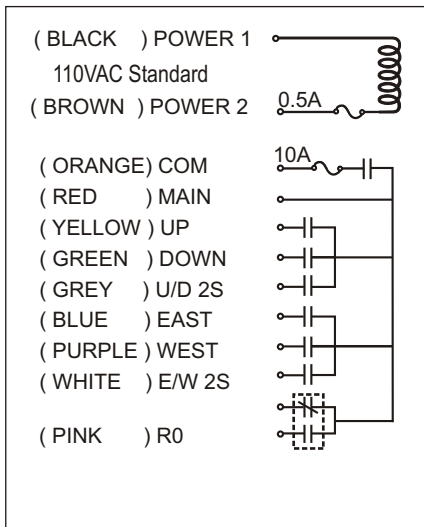 ( BLACK ) POWER 1
110VAC Standard
( BROWN ) POWER 2 0.5A
( ORANGE) COM 10A
( RED ) MAIN
( YELLOW ) UP
( GREEN ) DOWN
( GREY ) U/D 2S
( BLUE ) EAST
( PURPLE ) WEST
( WHITE ) E/W 2S
( PINK ) R0